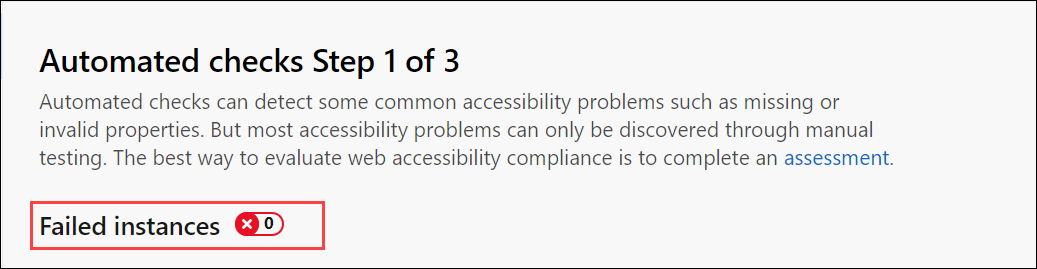 Automated checks Step 1 of 3
Automated checks can detect some common accessibility problems such as missing or
invalid properties. But most accessibility problems can only be discovered through manual
testing. The best way to evaluate web accessibility compliance is to complete an assessment.
Failed instances 0